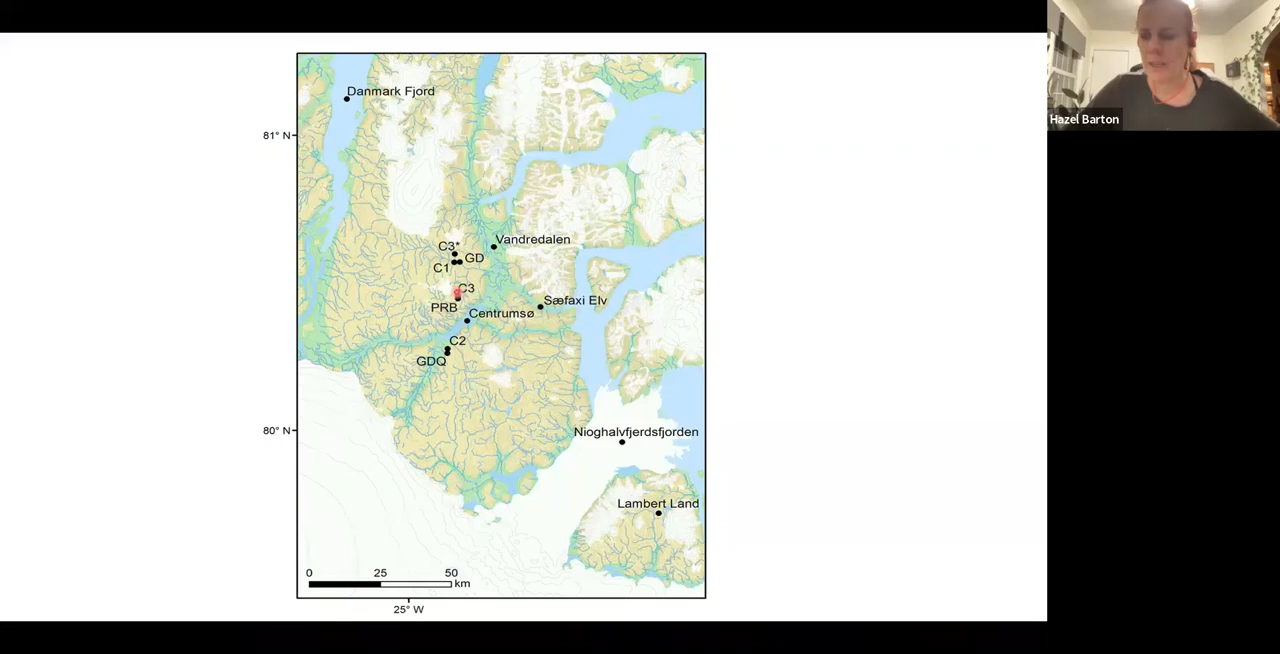 Danmark Fjord
81° N
Vandredalen
C3*
GD
C1
C3
Sæfaxi Elv
PRB
Centrumsø
C2
GDQ
80° N
Nioghalvfjerdsfjorden
Lambert Land
0 25 50
km
25° W
Hazel Barton